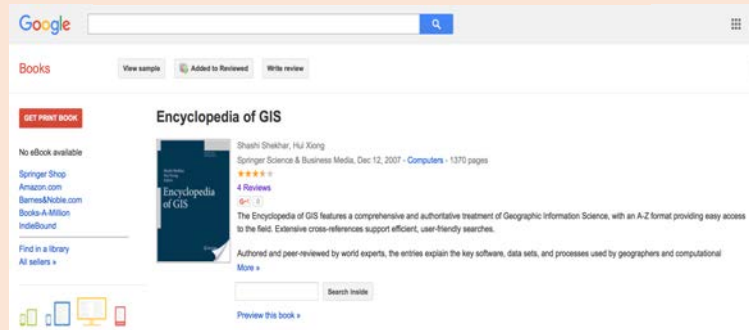 Google
Books
View sample
Added to Reviewed
Write review
GET PRINT BOOK
No eBook available
Springer Shop
Amazon.com
Barnes&Noble.com
Books-A-Million
IndieBound
Find in a library
All sellers »
Encyclopedia of GIS
Encyclopedia
of GIS
Shashi Shekhar, Hui Xiong
Springer Science & Business Media, Dec 12, 2007 - Computers - 1370 pages
4 Reviews
G+1 0
The Encyclopedia of GIS features a comprehensive and authoritative treatment of Geographic Information Science, with an A-Z format providing easy access
to the field. Extensive cross-references support efficient, user-friendly searches.
Authored and peer-reviewed by world experts, the entries explain the key software, data sets, and processes used by geographers and computational
More »
Search Inside
Preview this book »